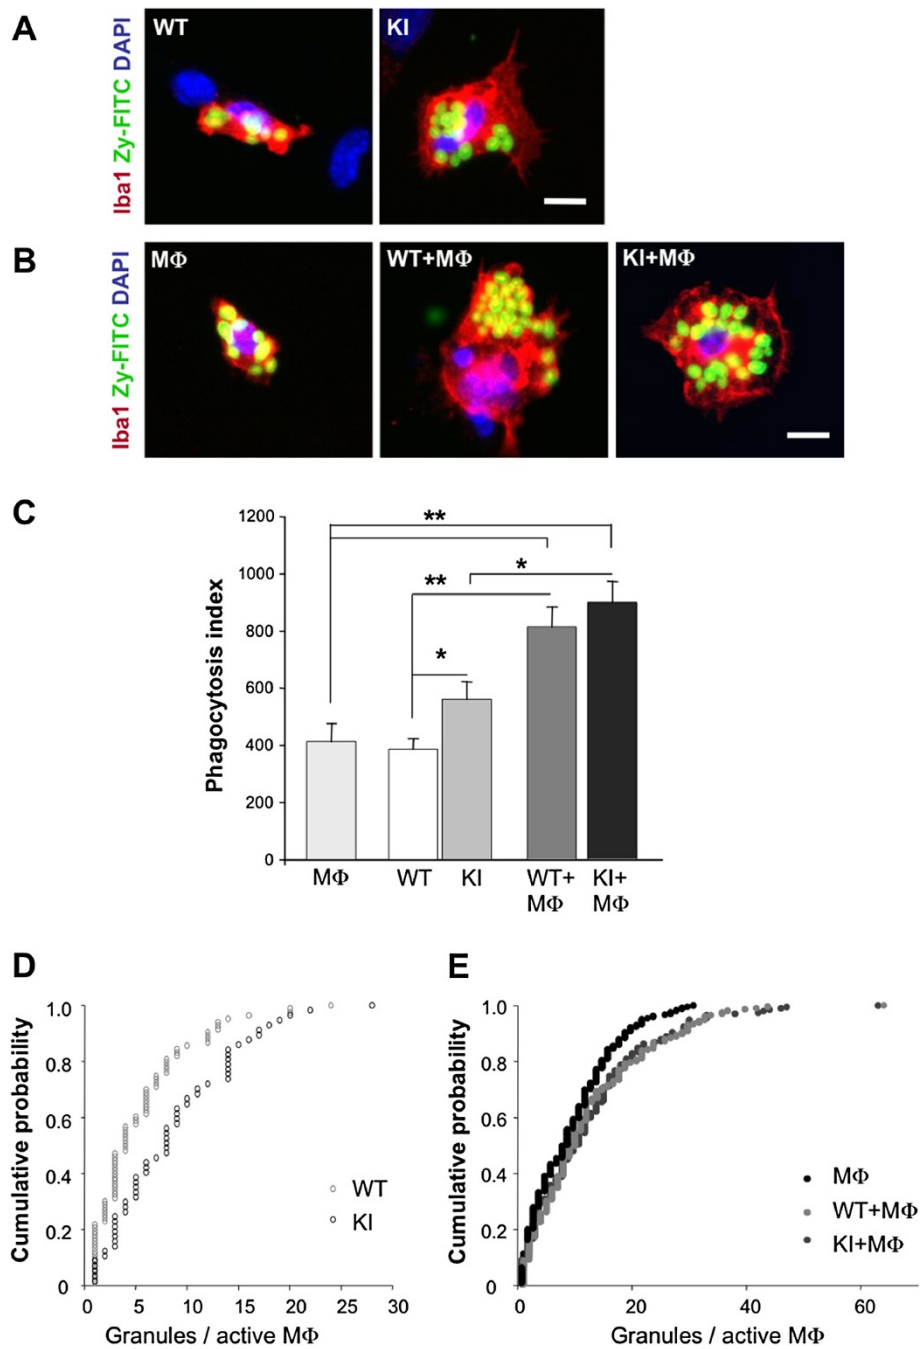 A
Iba1 Zy-FITC DAPI
WT
KI
B
Iba1 Zy-FITC DAPI
MΦ
WT+MΦ
KI+MΦ
C
Phagocytosis index
1200
1000
800
600
400
200
0
**
*
**
*
MΦ WT KI WT+ KI+
MΦ MΦ
D
Cumulative probability
1.0
0.8
0.6
0.4
0.2
0
0 5 10 15 20 25 30
Granules / active MΦ
WT
KI
E
Cumulative probability
1.0
0.8
0.6
0.4
0.2
0
0 20 40 60
Granules / active MΦ
MΦ
WT+MΦ
KI+MΦ